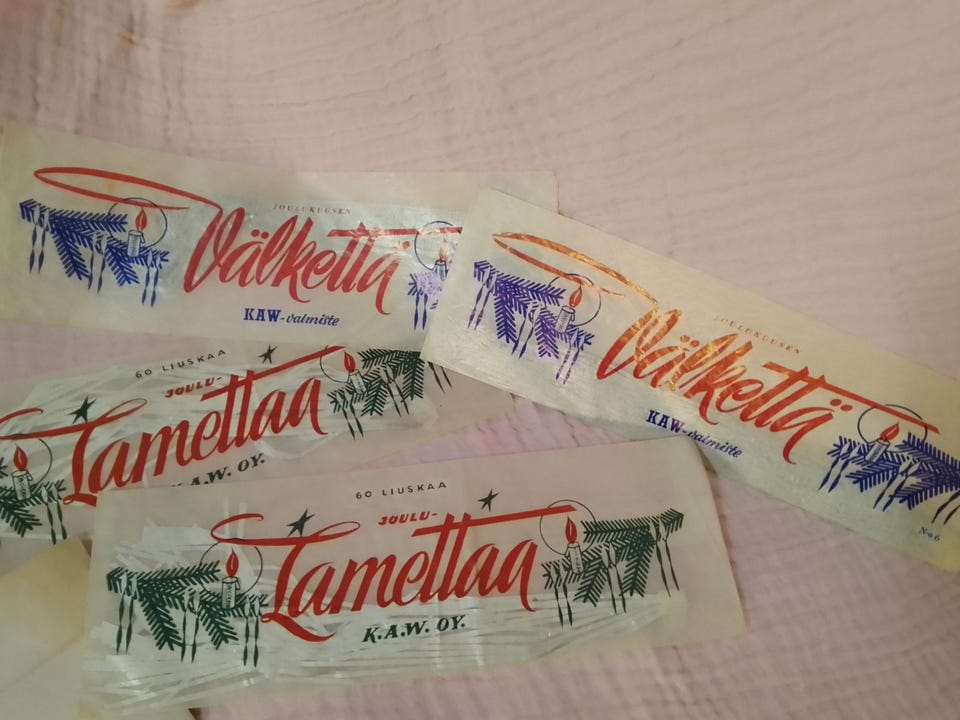 JOULUKUUSEN
Välkettä
KAW-valmiste
JOULUKUUSEN
Välkettä
KAW-valmiste
No 6
60 LIUSKAA
JOULU-
Lamettaa
K.A.W. OY.
60 LIUSKAA
JOULU-
Lamettaa
K.A.W. OY.